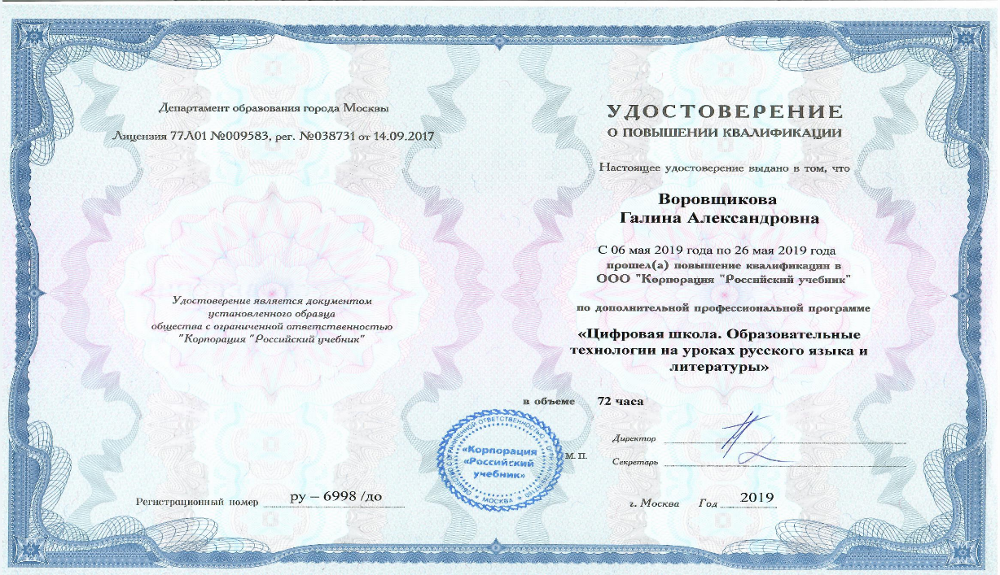 Департамент образования города Москвы
Лицензия 77Л01 №009583, рег. №038731 от 14.09.2017
Удостоверение является документом
установленного образца
общества с ограниченной ответственностью
"Корпорация "Российский учебник"
Регистрационный номер ру – 6998 /до
УДОСТОВЕРЕНИЕ
О ПОВЫШЕНИИ КВАЛИФИКАЦИИ
Настоящее удостоверение выдано в том, что
Воровщикова
Галина Александровна
С 06 мая 2019 года по 26 мая 2019 года
прошел(а) повышение квалификации в
ООО "Корпорация "Российский учебник"
по дополнительной профессиональной программе
«Цифровая школа. Образовательные
технологии на уроках русского языка и
литературы»
в объеме 72 часа
Директор
М. П.
Секретарь
г. Москва Год 2019
ОБЩЕСТВО С ОГРАНИЧЕННОЙ ОТВЕТСТВЕННОСТЬЮ
«Корпорация
«Российский
учебник»
МОСКВА